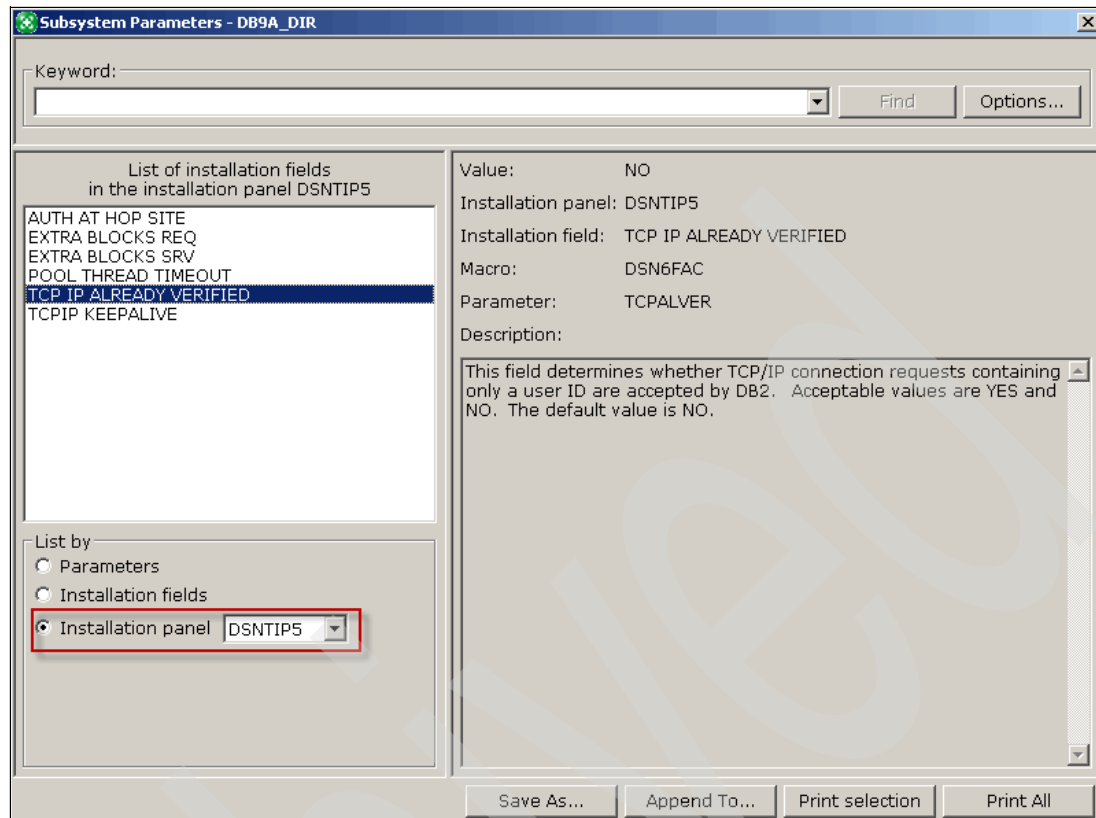 Subsystem Parameters - DB9A_DIR
Keyword:
Find
Options...
List of installation fields
in the installation panel DSNTIP5
AUTH AT HOP SITE
EXTRA BLOCKS REQ
EXTRA BLOCKS SRV
POOL THREAD TIMEOUT
TCP IP ALREADY VERIFIED
TCPIP KEEPALIVE
List by
Parameters
Installation fields
Installation panel DSNTIP5
Value: NO
Installation panel: DSNTIP5
Installation field: TCP IP ALREADY VERIFIED
Macro: DSN6FAC
Parameter: TCPALVER
Description:
This field determines whether TCP/IP connection requests containing
only a user ID are accepted by DB2. Acceptable values are YES and
NO. The default value is NO.
Save As...
Append To...
Print selection
Print All